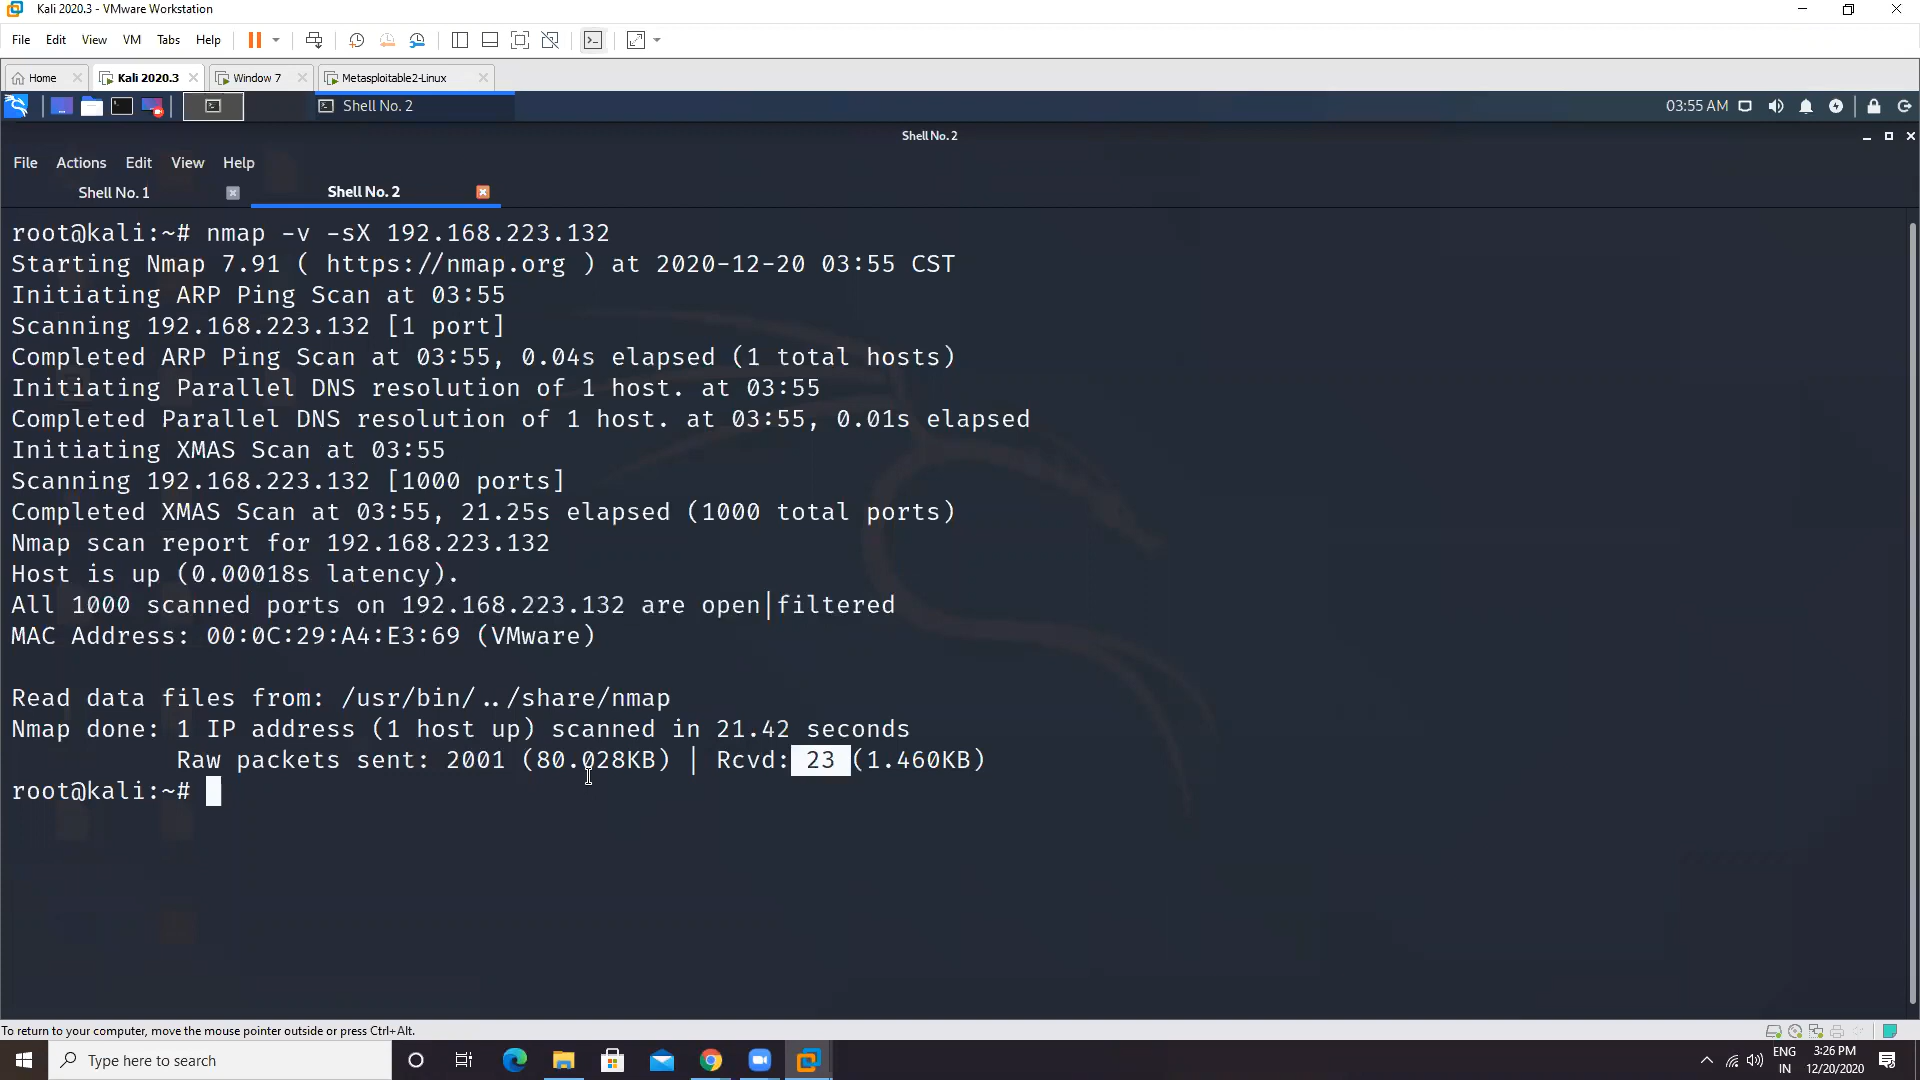 Kali 2020.3 - VMware Workstation
File Edit View VM Tabs Help
Home Kali 2020.3 Window 7 Metasploitable2-Linux
Shell No. 2 03:55 AM
Shell No. 2
File Actions Edit View Help
Shell No. 1 Shell No. 2
root@kali:~# nmap -v -sX 192.168.223.132
Starting Nmap 7.91 ( https://nmap.org ) at 2020-12-20 03:55 CST
Initiating ARP Ping Scan at 03:55
Scanning 192.168.223.132 [1 port]
Completed ARP Ping Scan at 03:55, 0.04s elapsed (1 total hosts)
Initiating Parallel DNS resolution of 1 host. at 03:55
Completed Parallel DNS resolution of 1 host. at 03:55, 0.01s elapsed
Initiating XMAS Scan at 03:55
Scanning 192.168.223.132 [1000 ports]
Completed XMAS Scan at 03:55, 21.25s elapsed (1000 total ports)
Nmap scan report for 192.168.223.132
Host is up (0.00018s latency).
All 1000 scanned ports on 192.168.223.132 are open|filtered
MAC Address: 00:0C:29:A4:E3:69 (VMware)
Read data files from: /usr/bin/../share/nmap
Nmap done: 1 IP address (1 host up) scanned in 21.42 seconds
Raw packets sent: 2001 (80.028KB) | Rcvd: 23 (1.460KB)
root@kali:~#
To return to your computer, move the mouse pointer outside or press Ctrl+Alt.
Type here to search
ENG 3:26 PM
IN 12/20/2020